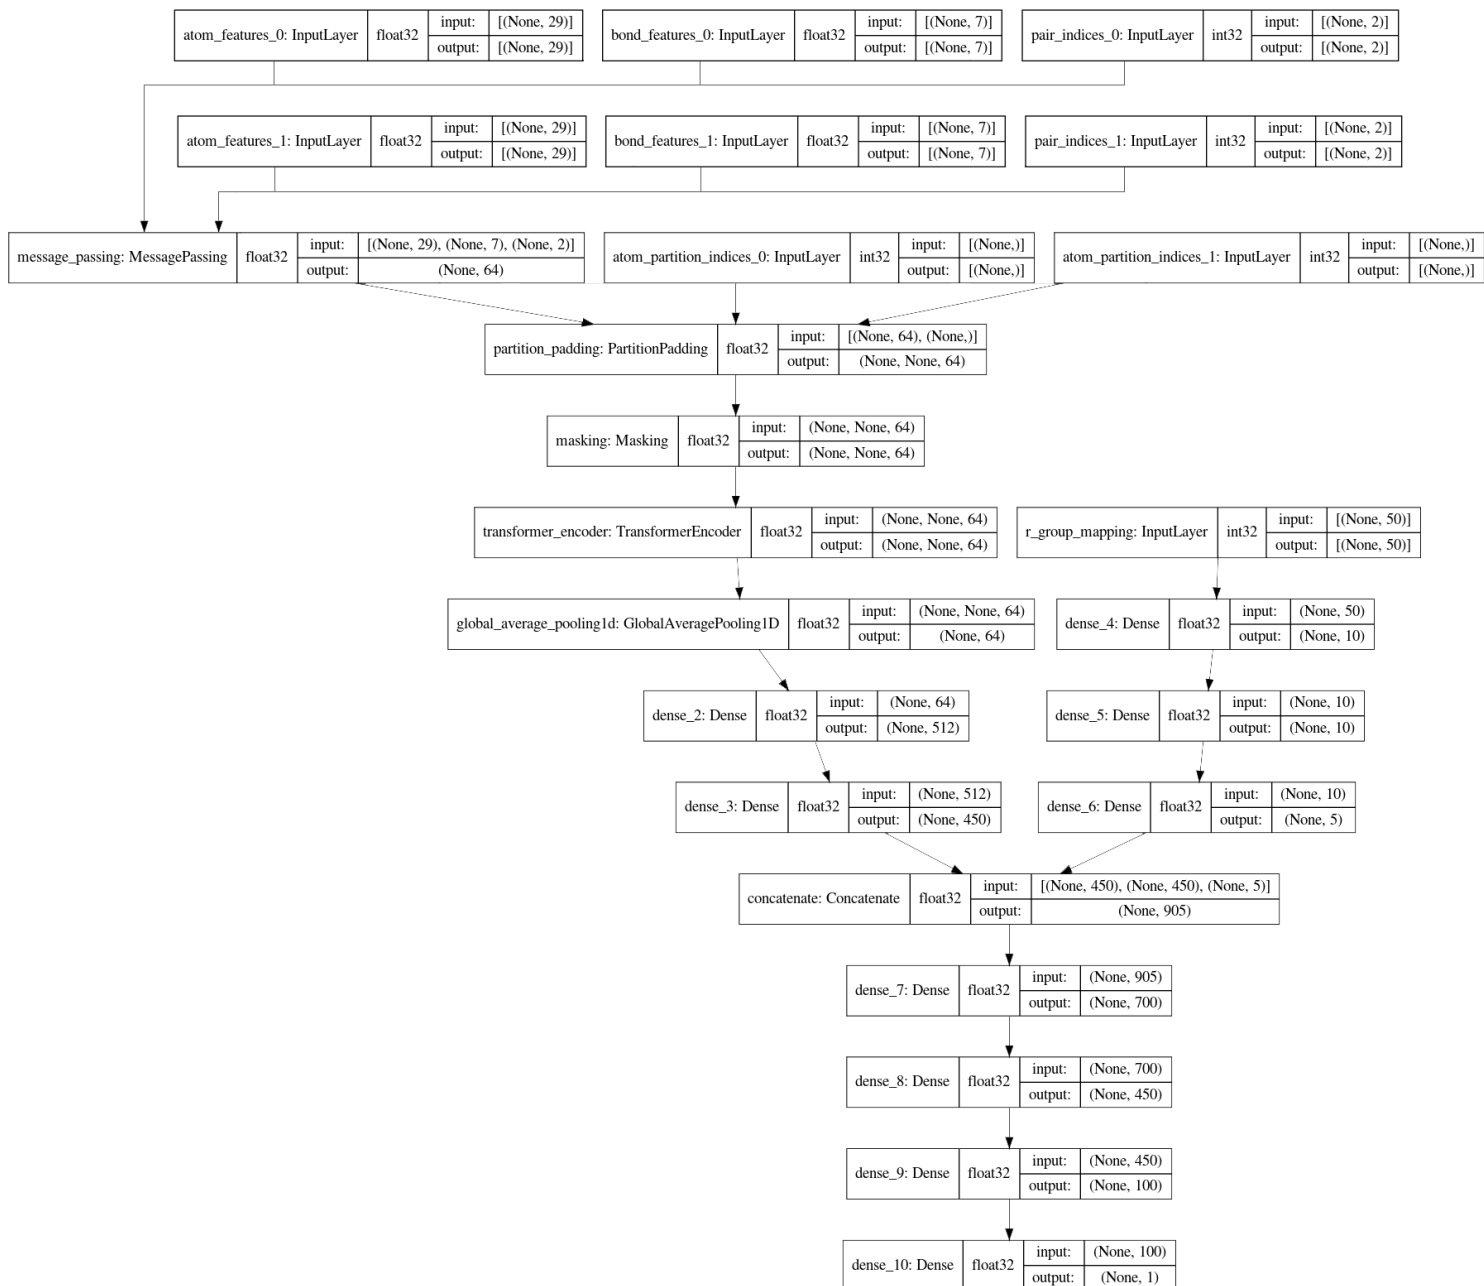 atom_features_0: InputLayer float32 input: [(None, 29)] output: [(None, 29)]
bond_features_0: InputLayer float32 input: [(None, 7)] output: [(None, 7)]
pair_indices_0: InputLayer int32 input: [(None, 2)] output: [(None, 2)]
atom_features_1: InputLayer float32 input: [(None, 29)] output: [(None, 29)]
bond_features_1: InputLayer float32 input: [(None, 7)] output: [(None, 7)]
pair_indices_1: InputLayer int32 input: [(None, 2)] output: [(None, 2)]
message_passing: MessagePassing float32 input: [(None, 29), (None, 7), (None, 2)] output: (None, 64)
atom_partition_indices_0: InputLayer int32 input: [(None,)] output: [(None,)]
atom_partition_indices_1: InputLayer int32 input: [(None,)] output: [(None,)]
partition_padding: PartitionPadding float32 input: [(None, 64), (None,)] output: (None, None, 64)
masking: Masking float32 input: (None, None, 64) output: (None, None, 64)
transformer_encoder: TransformerEncoder float32 input: (None, None, 64) output: (None, None, 64)
r_group_mapping: InputLayer int32 input: [(None, 50)] output: [(None, 50)]
global_average_pooling1d: GlobalAveragePooling1D float32 input: (None, None, 64) output: (None, 64)
dense_4: Dense float32 input: (None, 50) output: (None, 10)
dense_2: Dense float32 input: (None, 64) output: (None, 512)
dense_5: Dense float32 input: (None, 10) output: (None, 10)
dense_3: Dense float32 input: (None, 512) output: (None, 450)
dense_6: Dense float32 input: (None, 10) output: (None, 5)
concatenate: Concatenate float32 input: [(None, 450), (None, 450), (None, 5)] output: (None, 905)
dense_7: Dense float32 input: (None, 905) output: (None, 700)
dense_8: Dense float32 input: (None, 700) output: (None, 450)
dense_9: Dense float32 input: (None, 450) output: (None, 100)
dense_10: Dense float32 input: (None, 100) output: (None, 1)